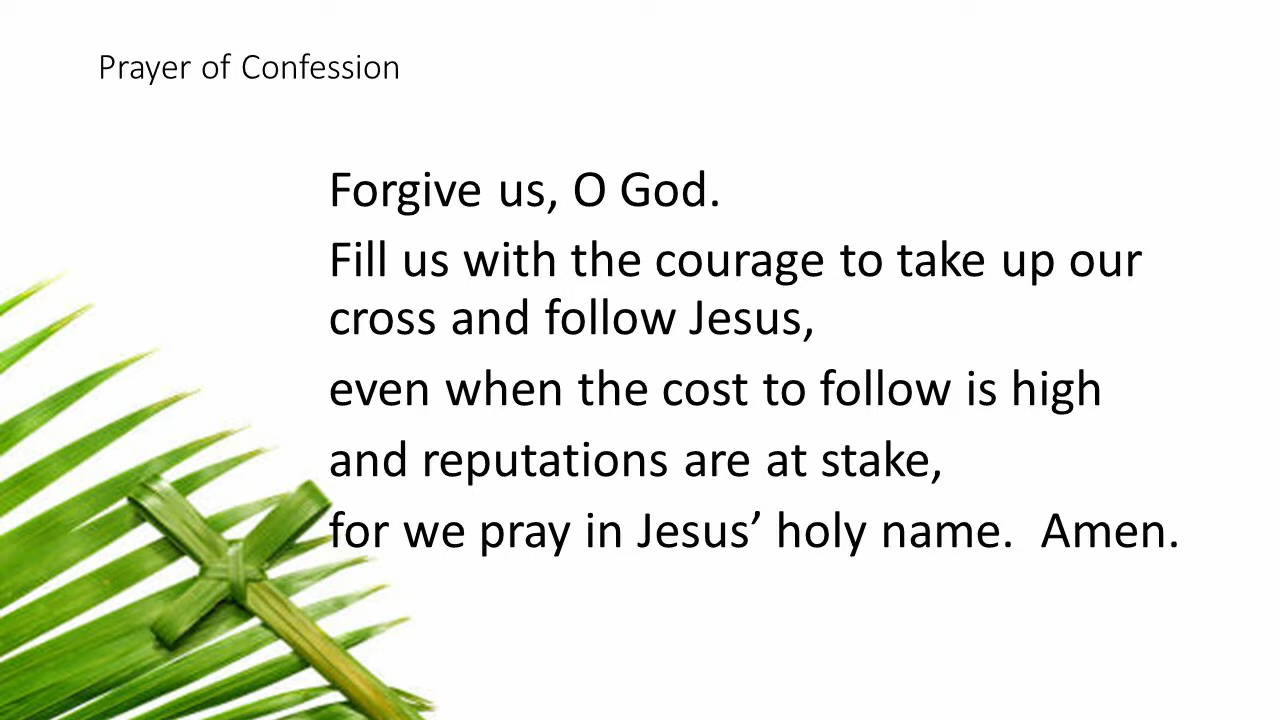 Prayer of Confession
Forgive us, O God.
Fill us with the courage to take up our
cross and follow Jesus,
even when the cost to follow is high
and reputations are at stake,
for we pray in Jesus’ holy name.  Amen.